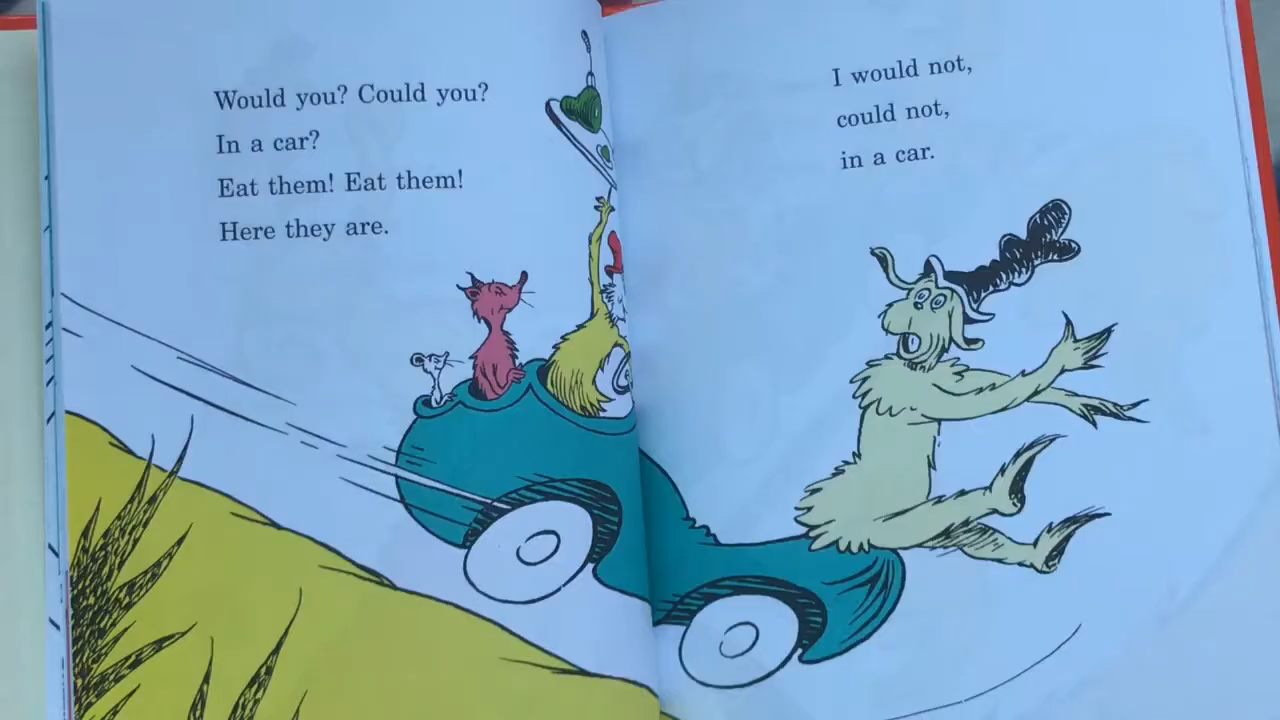 Would you? Could you?
In a car?
Eat them! Eat them!
Here they are.
I would not,
could not,
in a car.